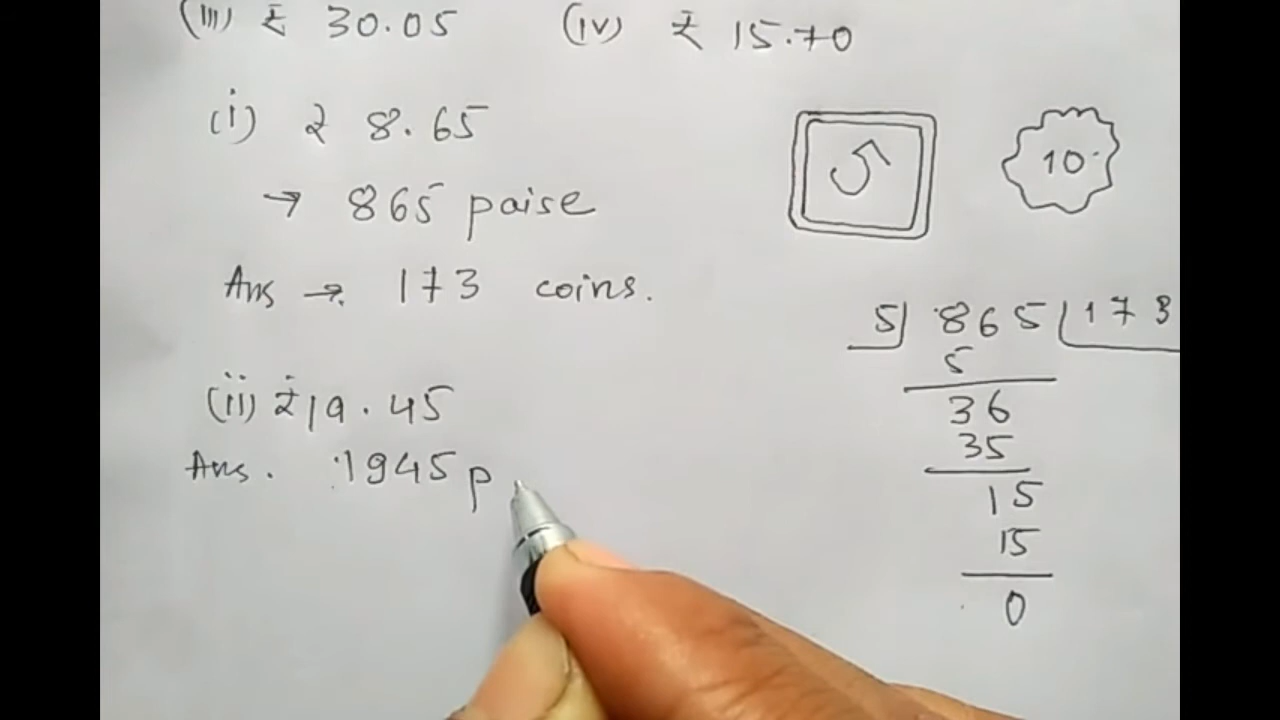 (iii) ₹ 30.05 (iv) ₹ 15.70
(i) ₹ 8.65
→ 865 paise
Ans → 173 coins.
5
10
5) 865 (173
5
36
35
15
15
0
(ii) ₹19.45
Ans. 1945 p